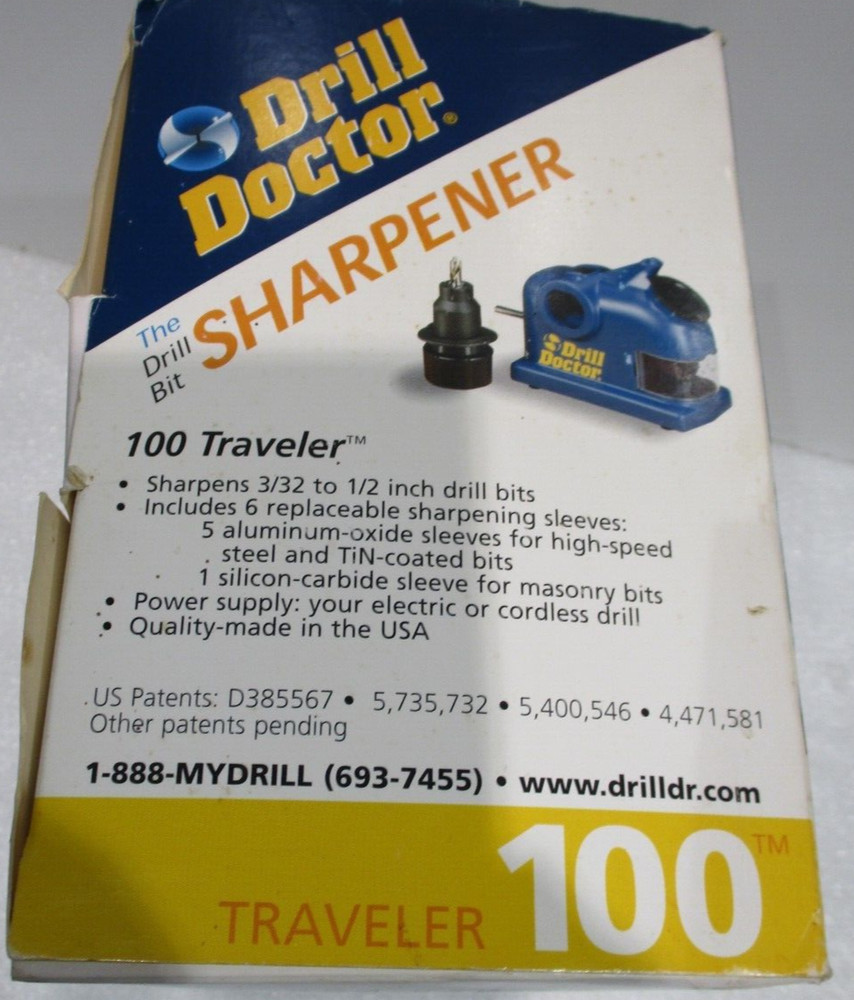 Drill
Doctor®
The
Drill
Bit
SHARPENER
Drill
Doctor
100 Traveler™
• Sharpens 3/32 to 1/2 inch drill bits
• Includes 6 replaceable sharpening sleeves:
5 aluminum-oxide sleeves for high-speed
steel and TiN-coated bits
1 silicon-carbide sleeve for masonry bits
• Power supply: your electric or cordless drill!
• Quality-made in the USA
US Patents: D385567 • 5,735,732 • 5,400,546 • 4,471,581
Other patents pending
1-888-MYDRILL (693-7455) • www.drilldr.com
TRAVELER 100™